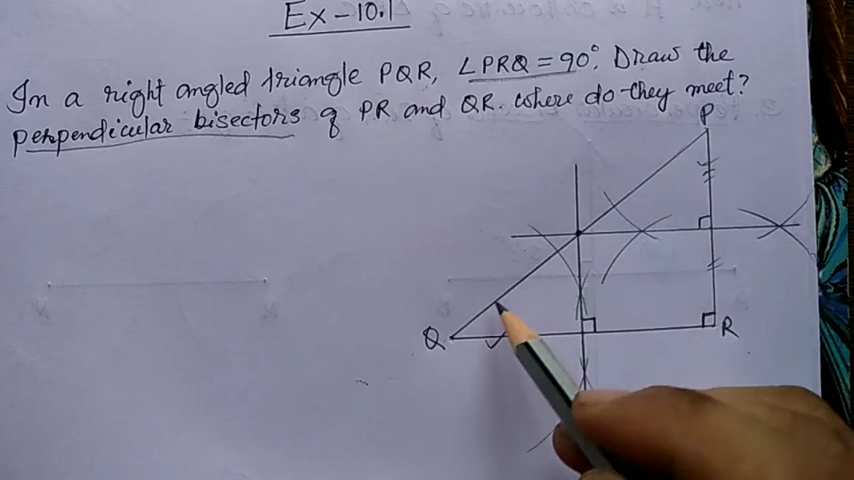 Ex-10.1
In a right angled triangle PQR, ∠PRQ = 90°. Draw the
perpendicular bisectors of PR and QR. Where do they meet?
P
Q
R